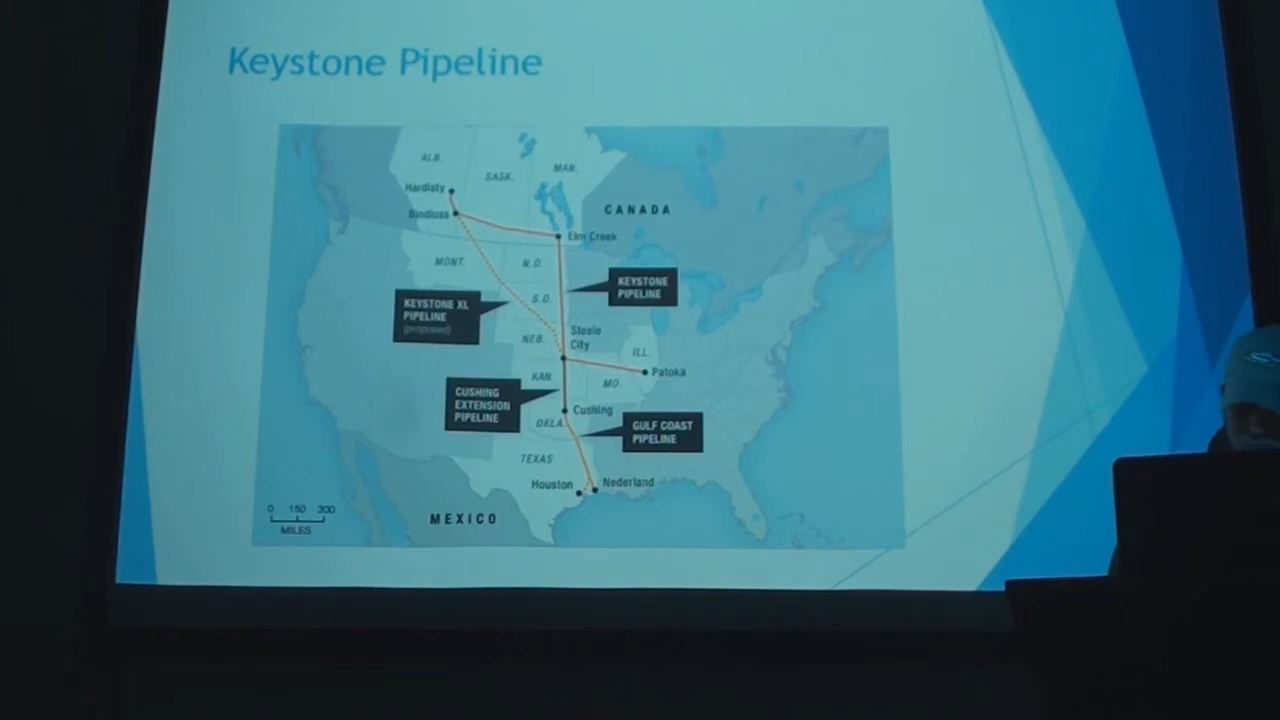 Keystone Pipeline
ALB.
SASK.
MAN.
Hardisty
Bindloss
CANADA
Elm Creek
MONT.
N.D.
KEYSTONE
PIPELINE
S.D.
KEYSTONE XL
PIPELINE
(proposed)
Steele
City
NEB.
ILL.
Patoka
KAN.
MO.
CUSHING
EXTENSION
PIPELINE
Cushing
OKLA.
GULF COAST
PIPELINE
TEXAS
Houston
Nederland
0 150 300
MILES
MEXICO